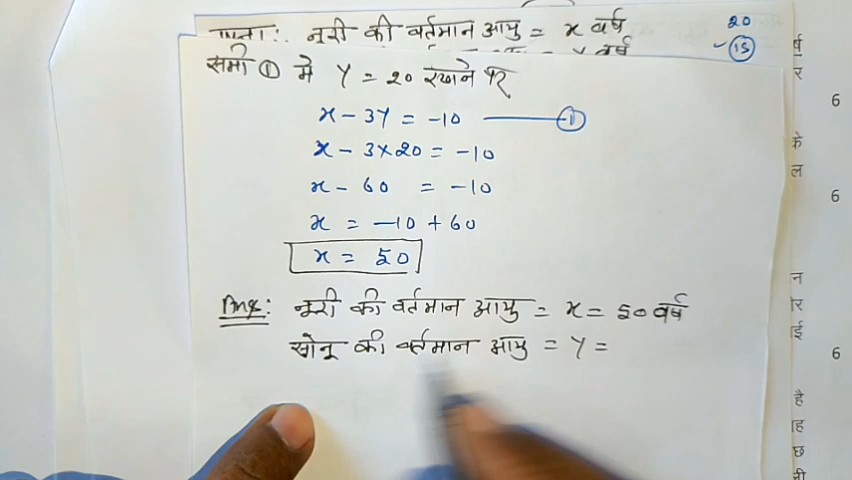 नूरी की वर्तमान आयु = x वर्ष
20
- 15
समी ① मे y = 20 रखने पर
x - 3y = -10 ——— ①
x - 3×20 = -10
x - 60 = -10
x = -10 + 60
x = 50
Ans: नूरी की वर्तमान आयु = x = 50 वर्ष
सोनू की वर्तमान आयु = y =
र्ष
र
6
के
ल
6
न
रि
ई
6
है
ह
छ